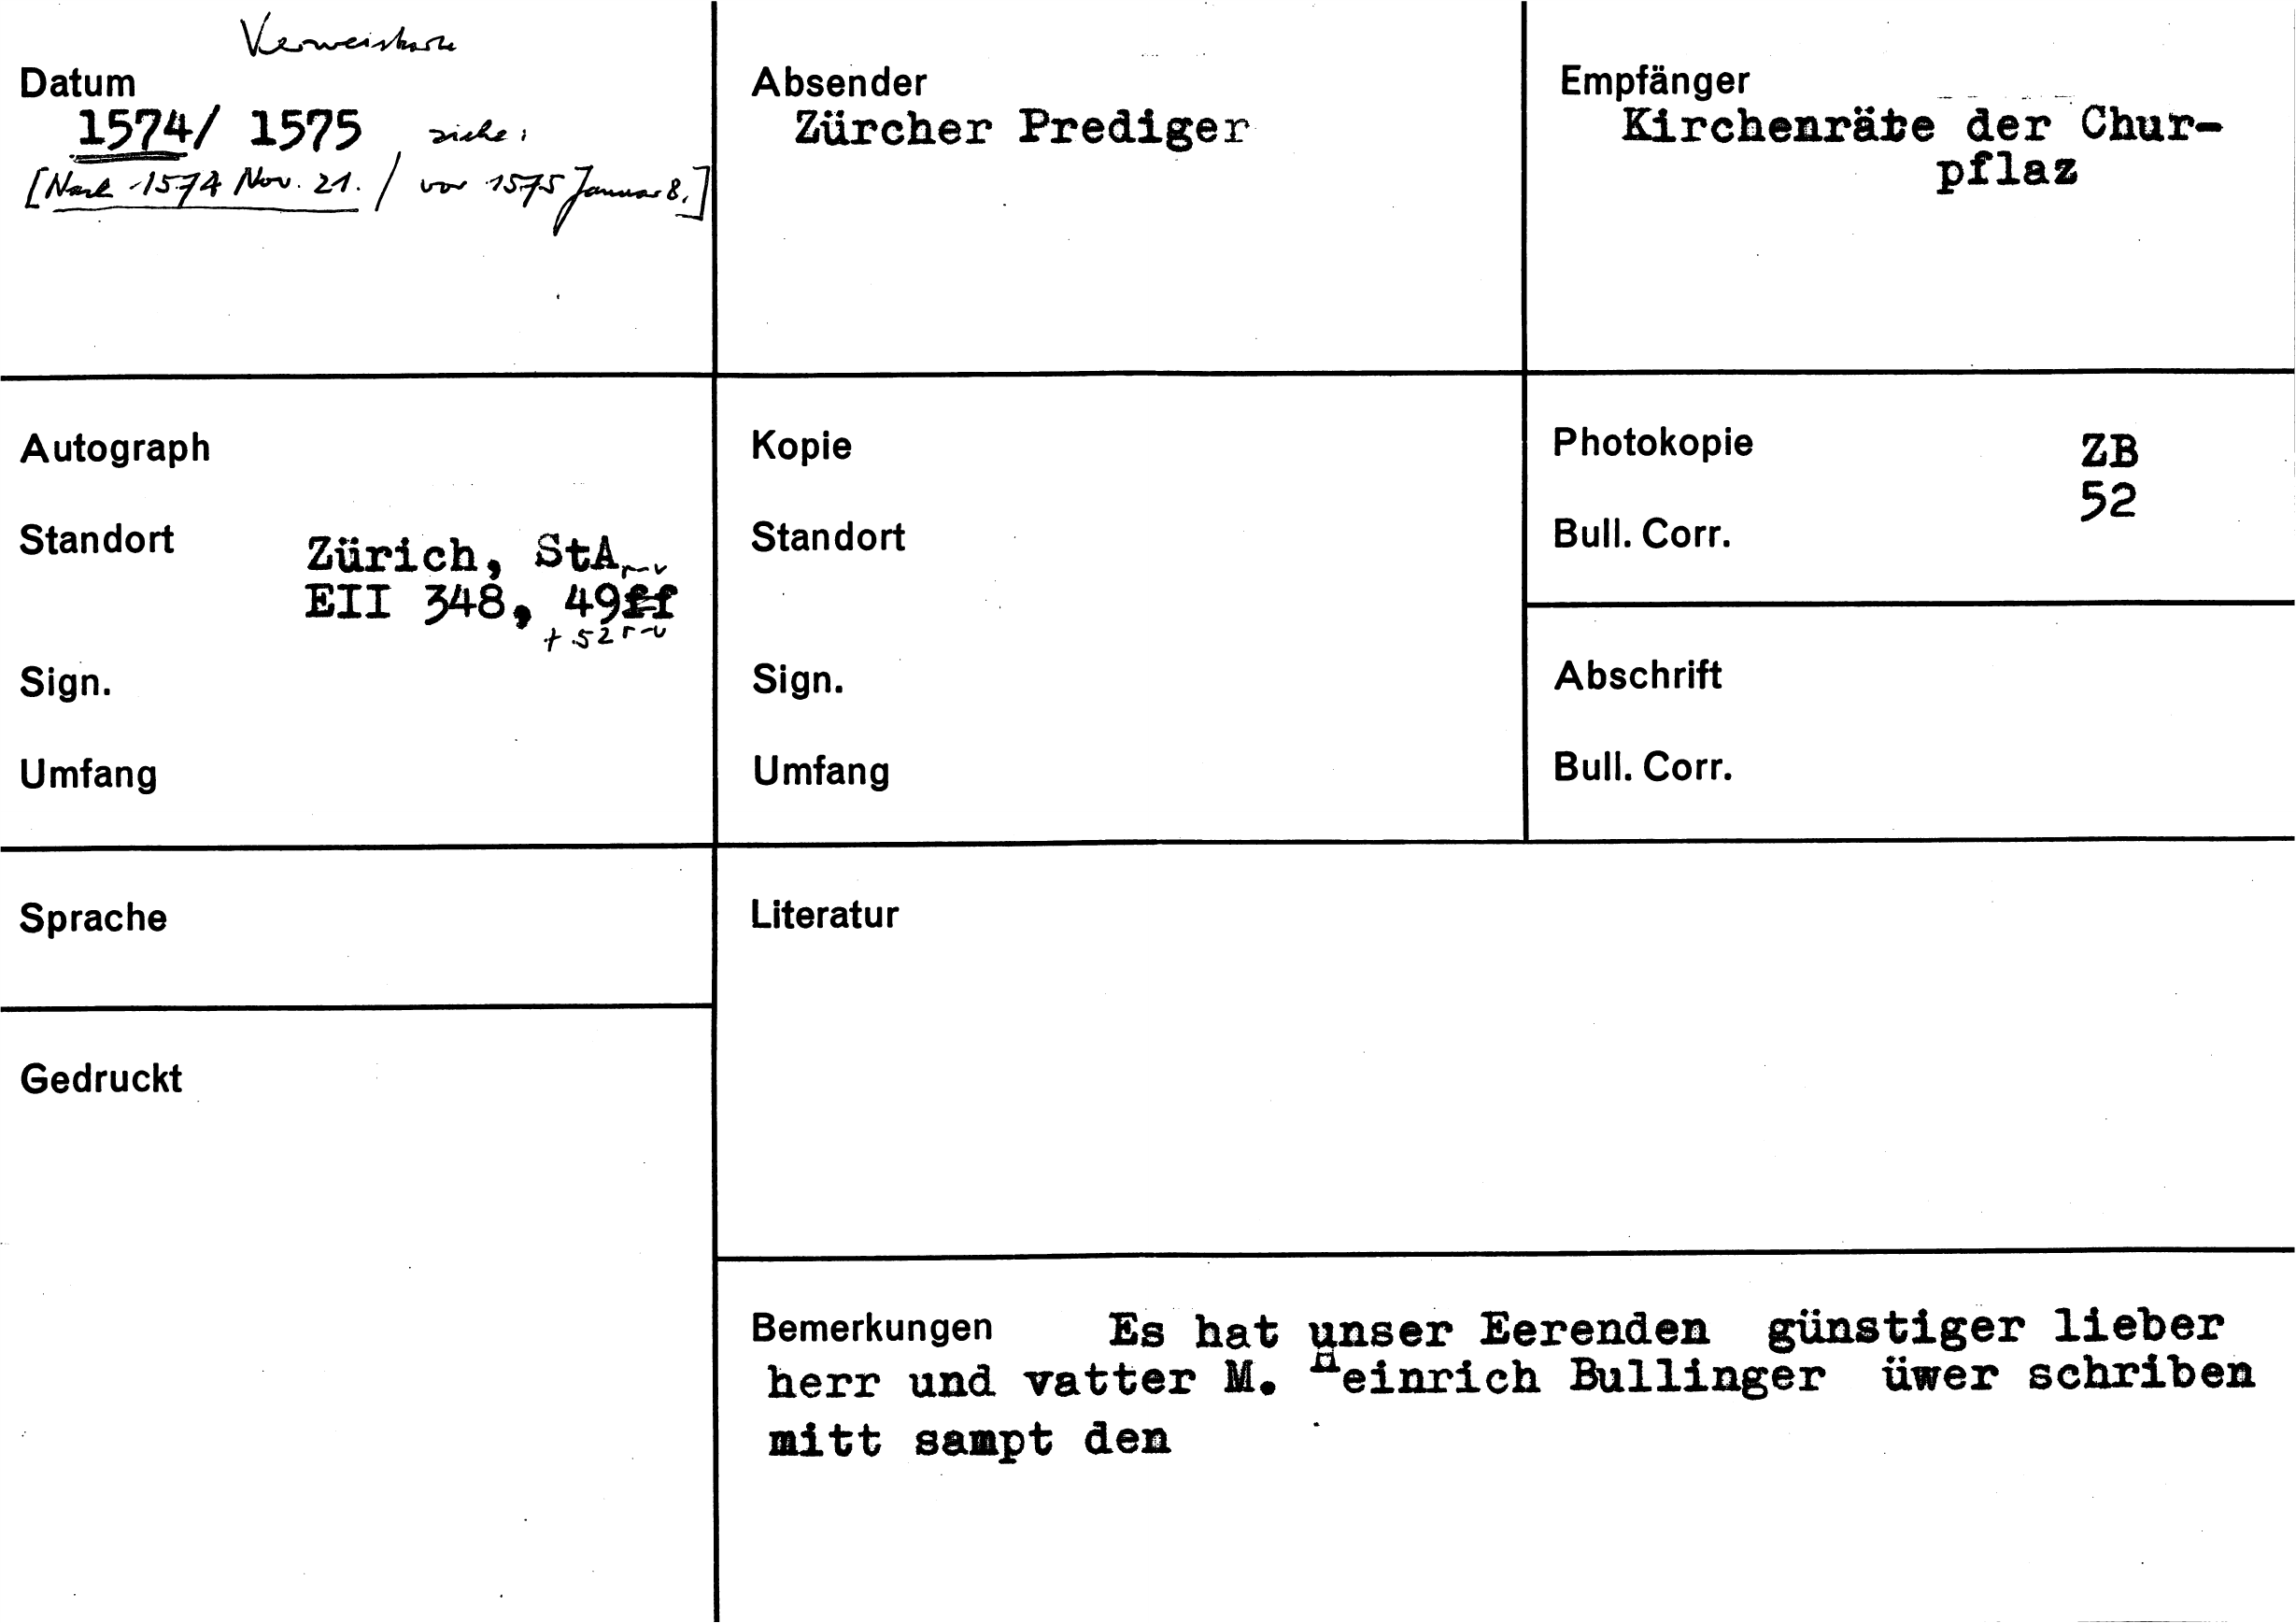 Verweiskarte
Datum
1574/ 1575 siehe:
[Nach 1574 Nov. 21. / vor 1575 Januar 8.]
Absender
Zürcher Prediger
Empfänger
Kirchenräte der Chur-
pflaz
Autograph
Standort
Zürich, StA
r-v
EII 348, 49ff
+ 52 r-v
Sign.
Umfang
Kopie
Standort
Sign.
Umfang
Photokopie
ZB
52
Bull. Corr.
Abschrift
Bull. Corr.
Sprache
Gedruckt
Literatur
Bemerkungen Es hat unser Eerenden günstiger lieber
herr und vatter M. Heinrich Bullinger üwer schriben
mitt sampt den